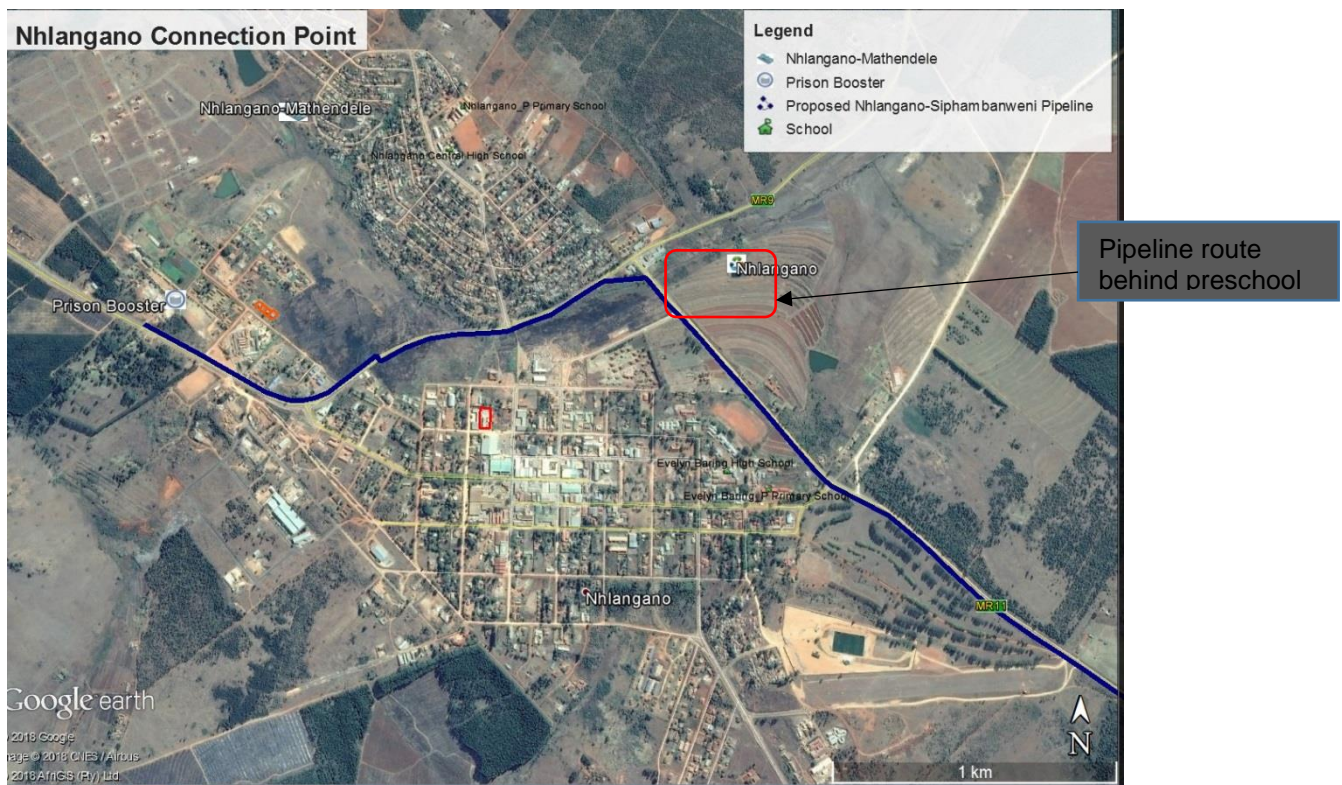 Nhlangano Connection Point
Legend
Nhlangano-Mathendele
Prison Booster
Proposed Nhlangano-Siphambanweni Pipeline
School
Nhlangano-Mathendele
Nhlangano_P Primary School
Nhlangano Central High School
MR9
Nhlangano
Pipeline route
behind preschool
Prison Booster
Evelyn Baring High School
Evelyn Baring_P Primary School
Nhlangano
MR11
Google earth
© 2018 Google
Image © 2018 CNES / Airbus
© 2018 AfriGIS (Pty) Ltd.
N
1 km